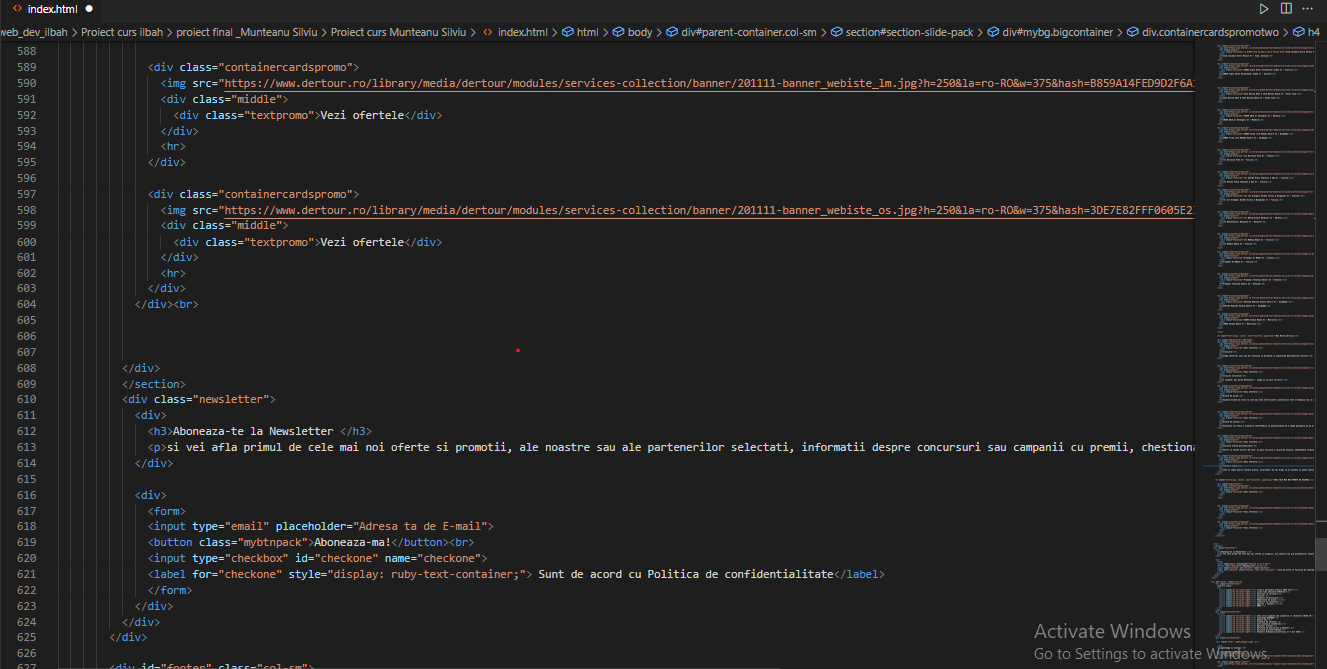 index.html
web_dev_ilbah > Proiect curs ilbah > proiect final _Munteanu Silviu > Proiect curs Munteanu Silviu > index.html > html > body > div#parent-container.col-sm > section#section-slide-pack > div#mybg.bigcontainer > div.containercardspromotwo > h4
588
589 <div class="containercardspromo">
590 <img src="https://www.dertour.ro/library/media/dertour/modules/services-collection/banner/201111-banner_webiste_lm.jpg?h=250&la=ro-RO&w=375&hash=B859A14FED9D2F6A
591 <div class="middle">
592 <div class="textpromo">Vezi ofertele</div>
593 </div>
594 <hr>
595 </div>
596
597 <div class="containercardspromo">
598 <img src="https://www.dertour.ro/library/media/dertour/modules/services-collection/banner/201111-banner_webiste_os.jpg?h=250&la=ro-RO&w=375&hash=3DE7E82FFF0605E2
599 <div class="middle">
600 <div class="textpromo">Vezi ofertele</div>
601 </div>
602 <hr>
603 </div>
604 </div><br>
605
606
607
608 </div>
609 </section>
610 <div class="newsletter">
611 <div>
612 <h3>Aboneaza-te la Newsletter </h3>
613 <p>si vei afla primul de cele mai noi oferte si promotii, ale noastre sau ale partenerilor selectati, informatii despre concursuri sau campanii cu premii, chestiona
614 </div>
615
616 <div>
617 <form>
618 <input type="email" placeholder="Adresa ta de E-mail">
619 <button class="mybtnpack">Aboneaza-ma!</button><br>
620 <input type="checkbox" id="checkone" name="checkone">
621 <label for="checkone" style="display: ruby-text-container;"> Sunt de acord cu Politica de confidentialitate</label>
622 </form>
623 </div>
624 </div>
625 </div>
626
627 <div id="footer" class="col-sm">
Activate Windows
Go to Settings to activate Windows.